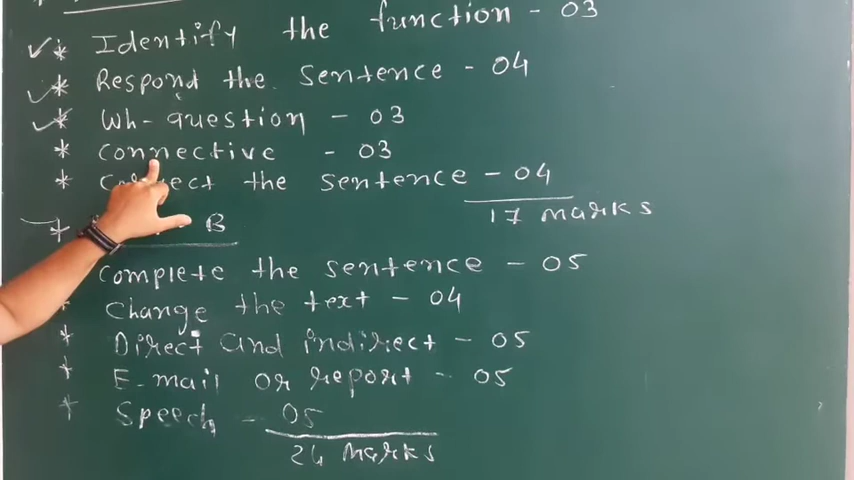 * Identify the function - 03
* Respond the sentence - 04
* Wh- question - 03
* Connective - 03
* the sentence - 04
17 marks
* B
Complete the sentence - 05
* Change the text - 04
* Direct and indirect - 05
* E-mail or report - 05
* Speech - 05
24 marks